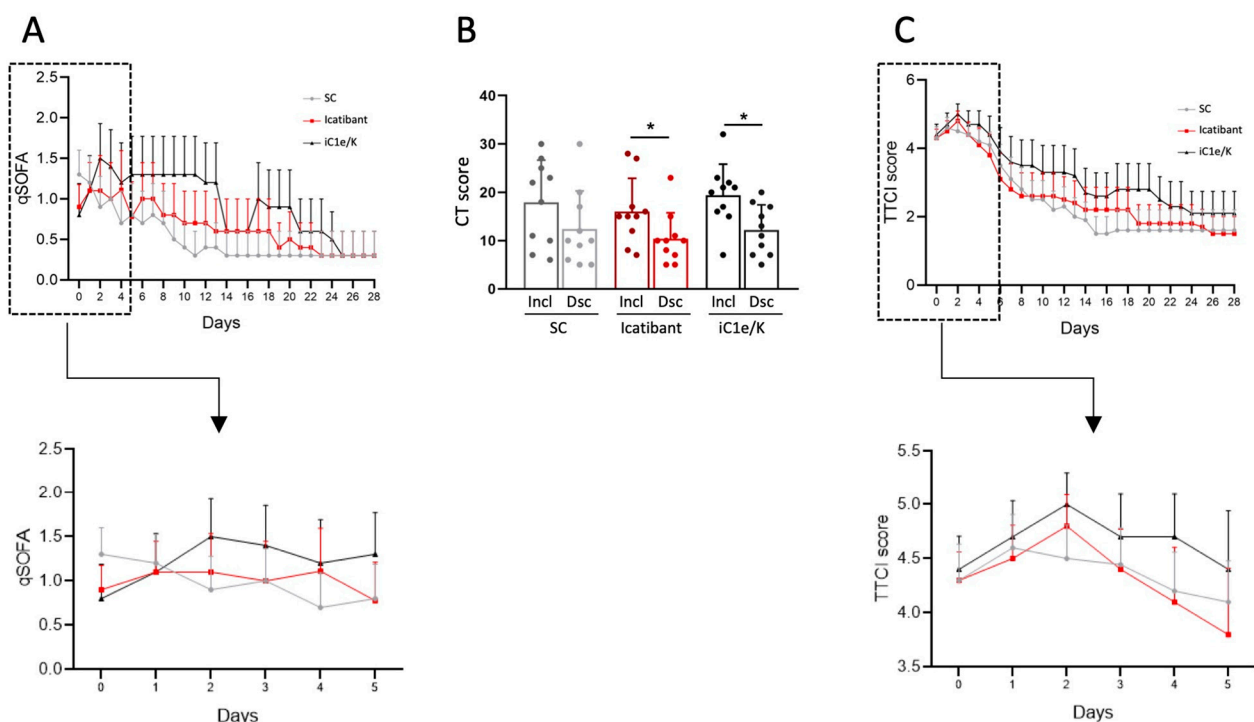 A
2.5
2.0
1.5
1.0
0.5
0.0
qSOFA
SC
Icatibant
iC1e/K
0 2 4 6 8 10 12 14 16 18 20 22 24 26 28
Days
B
40
30
20
10
0
CT score
*
*
Incl Dsc Incl Dsc Incl Dsc
SC Icatibant iC1e/K
C
6
4
2
0
TTCI score
SC
Icatibant
iC1e/K
0 2 4 6 8 10 12 14 16 18 20 22 24 26 28
Days
2.5
2.0
1.5
1.0
0.5
0.0
qSOFA
0 1 2 3 4 5
Days
5.5
5.0
4.5
4.0
3.5
TTCI score
0 1 2 3 4 5
Days